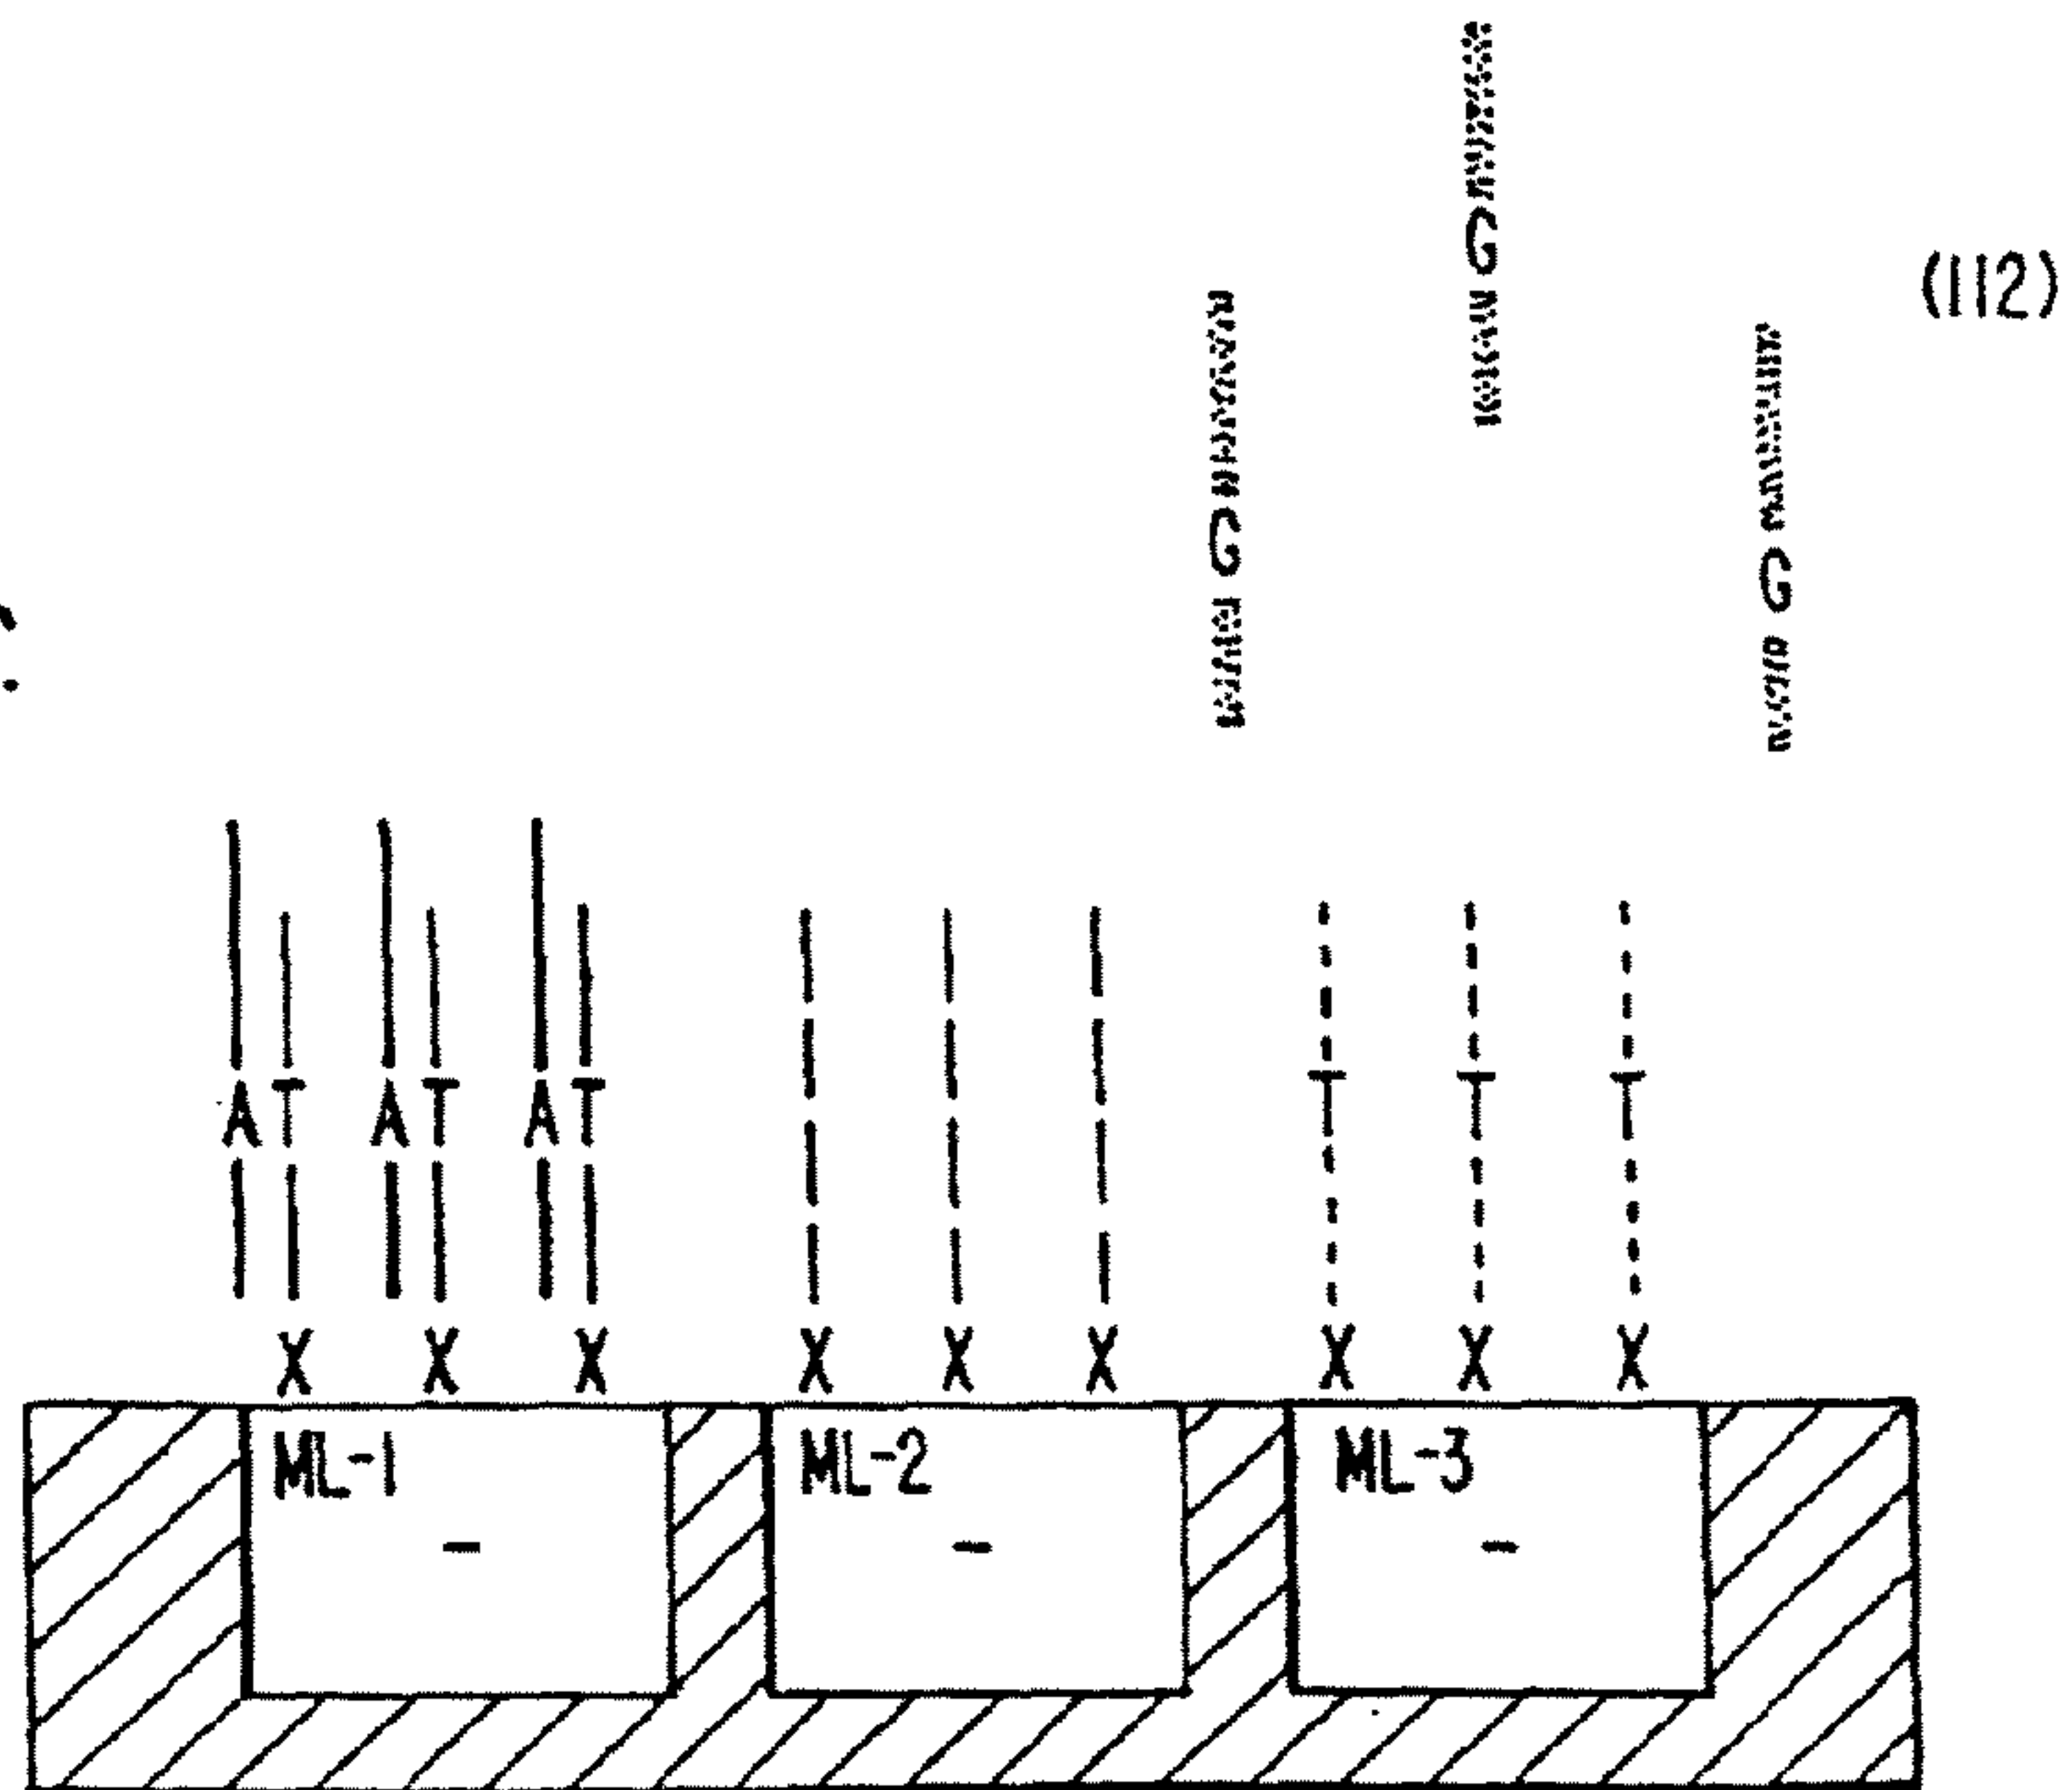 G
(112)
G
G
A T A T A T T T T
X X X X X X X X X
ML-1 ML-2 ML-3
- - -